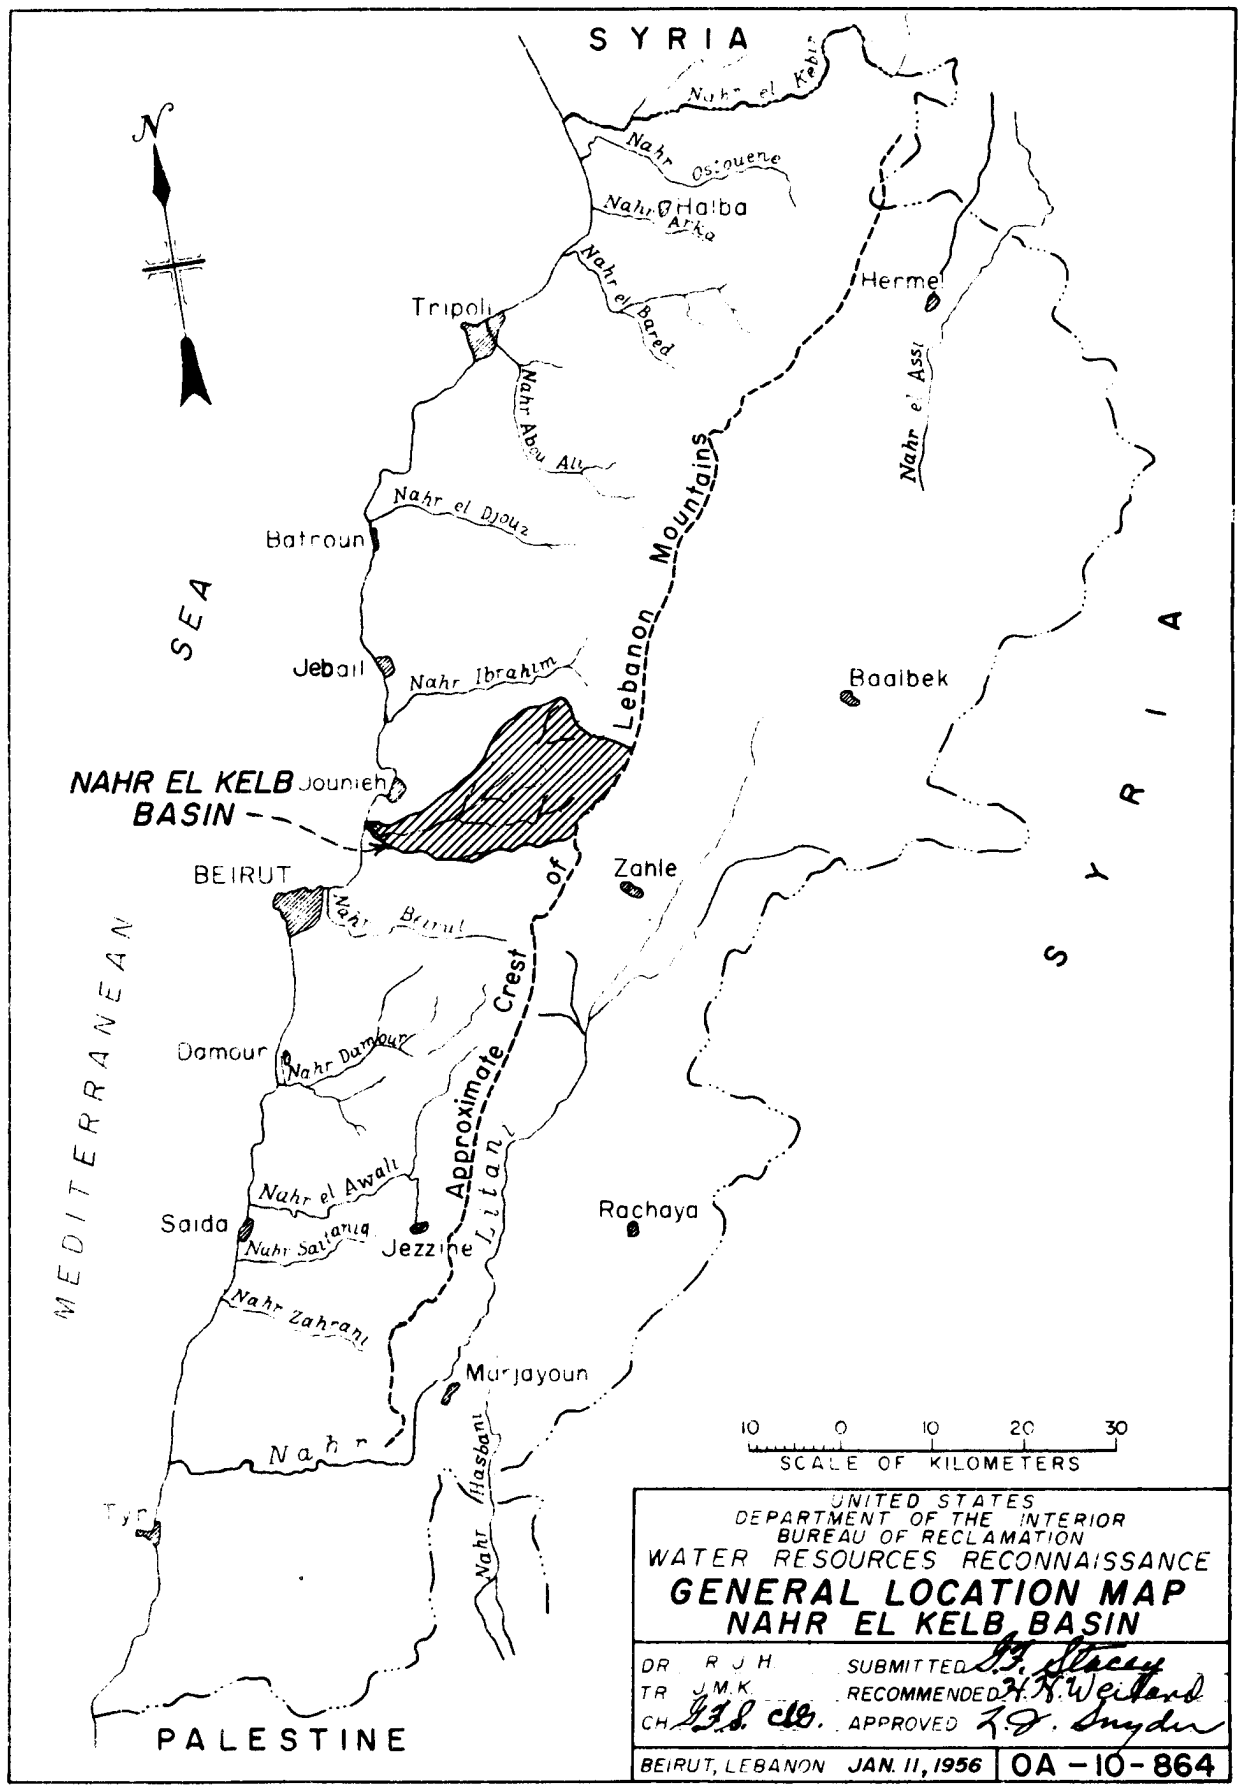 SYRIA
Nahr el Kebir
N
Nahr Ostouene
Halba
Nahr Arka
Nahr el Bared
Hermel
Tripoli
Nahr Abou Ali
Nahr el Assi
Nahr el Djouz
Batroun
SEA
Jebail
Nahr Ibrahim
Baalbek
SYRIA
NAHR EL KELB
BASIN
Jounieh
BEIRUT
Nahr Beirut
Zahle
Approximate Crest of Lebanon Mountains
MEDITERRANEAN
Damour
Nahr Damour
Nahr el Awali
Saida
Nahr Saitaniq
Jezzine
Rachaya
Nahr Zahrani
Marjayoun
Nahr Litani
Nahr Hasbani
Tyr
PALESTINE
10 0 10 20 30
SCALE OF KILOMETERS
UNITED STATES
DEPARTMENT OF THE INTERIOR
BUREAU OF RECLAMATION
WATER RESOURCES RECONNAISSANCE
GENERAL LOCATION MAP
NAHR EL KELB BASIN
DR R J H SUBMITTED G.F. Stacey
TR J.M.K. RECOMMENDED H.H. Weiland
CH G.F.S. APPROVED L.J. Snyder
BEIRUT, LEBANON JAN. 11, 1956 OA-10-864